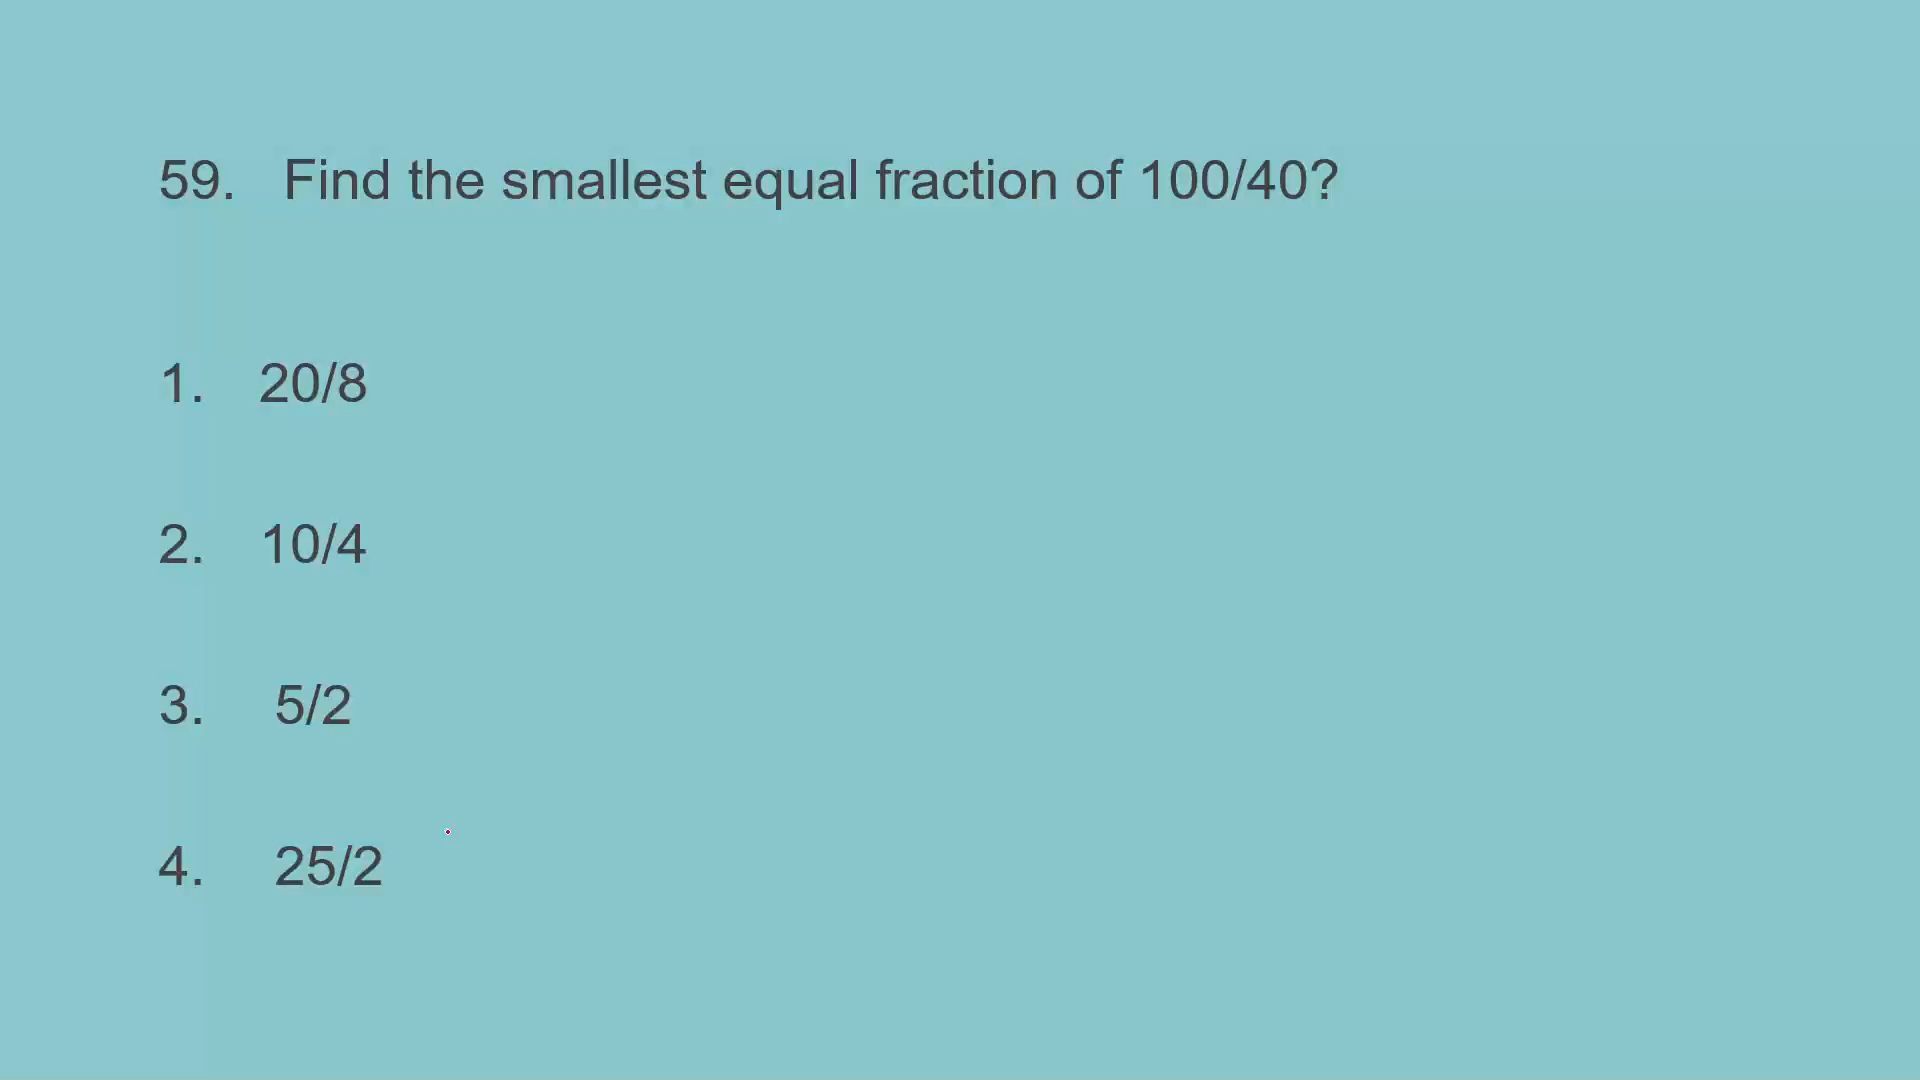 59. Find the smallest equal fraction of 100/40?
1. 20/8
2. 10/4
3. 5/2
4. 25/2